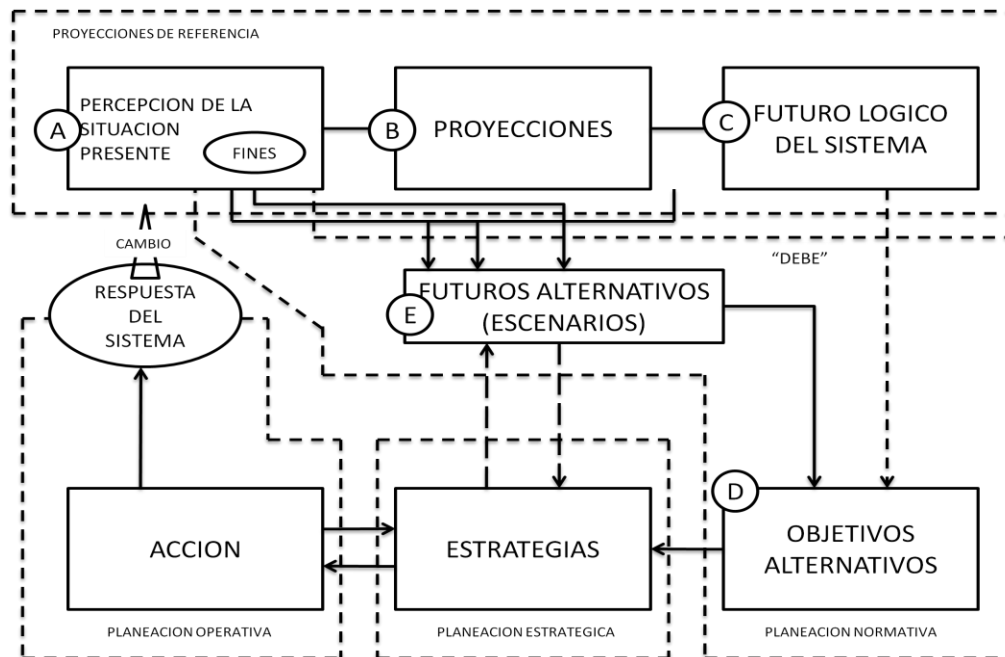 PROYECCIONES DE REFERENCIA
A
PERCEPCION DE LA
SITUACION
PRESENTE
FINES
B
PROYECCIONES
C
FUTURO LOGICO
DEL SISTEMA
CAMBIO
"DEBE"
RESPUESTA
DEL
SISTEMA
E
FUTUROS ALTERNATIVOS
(ESCENARIOS)
ACCION
ESTRATEGIAS
D
OBJETIVOS
ALTERNATIVOS
PLANEACION OPERATIVA
PLANEACION ESTRATEGICA
PLANEACION NORMATIVA